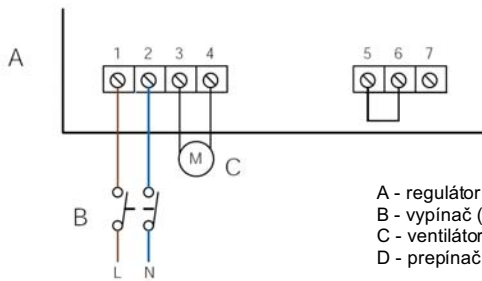 1 2 3 4 5 6 7
A
M
C
B
L N
A - regulátor
B - vypínač (
C - ventilátor
D - prepínač